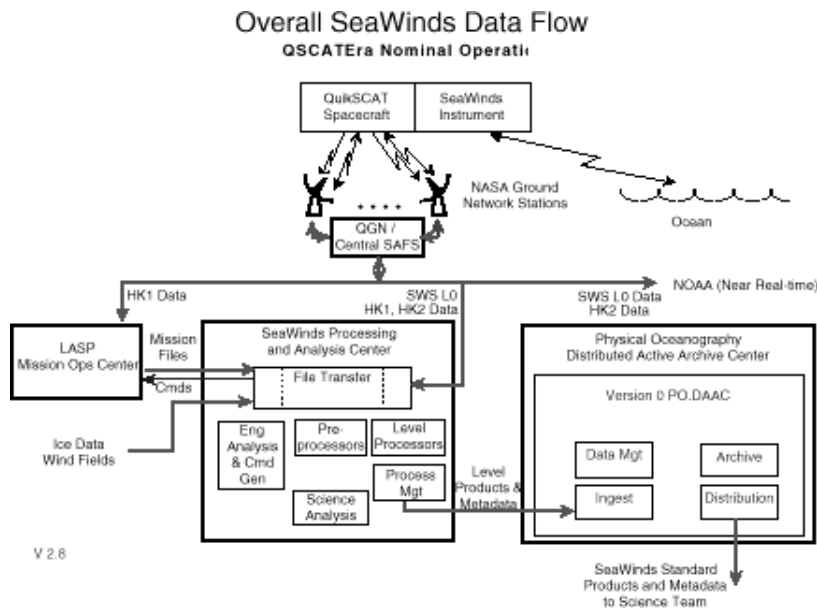 Overall SeaWinds Data Flow
QSCATEra Nominal Operati
QuikSCAT
Spacecraft
SeaWinds
Instrument
NASA Ground
Network Stations
Ocean
QGN /
Central SAFS
HK1 Data
SWS L0
HK1, HK2 Data
SWS L0 Data
HK2 Data
NOAA (Near Real-time)
LASP
Mission Ops Center
Mission
Files
Cmds
SeaWinds Processing
and Analysis Center
File Transfer
Ice Data
Wind Fields
Eng
Analysis
& Cmd
Gen
Pre-
processors
Level
Processors
Process
Mgt
Science
Analysis
Level
Products &
Metadata
Physical Oceanography
Distributed Active Archive Center
Version 0 PO.DAAC
Data Mgt
Archive
Ingest
Distribution
SeaWinds Standard
Products and Metadata
to Science Team
V 2.8